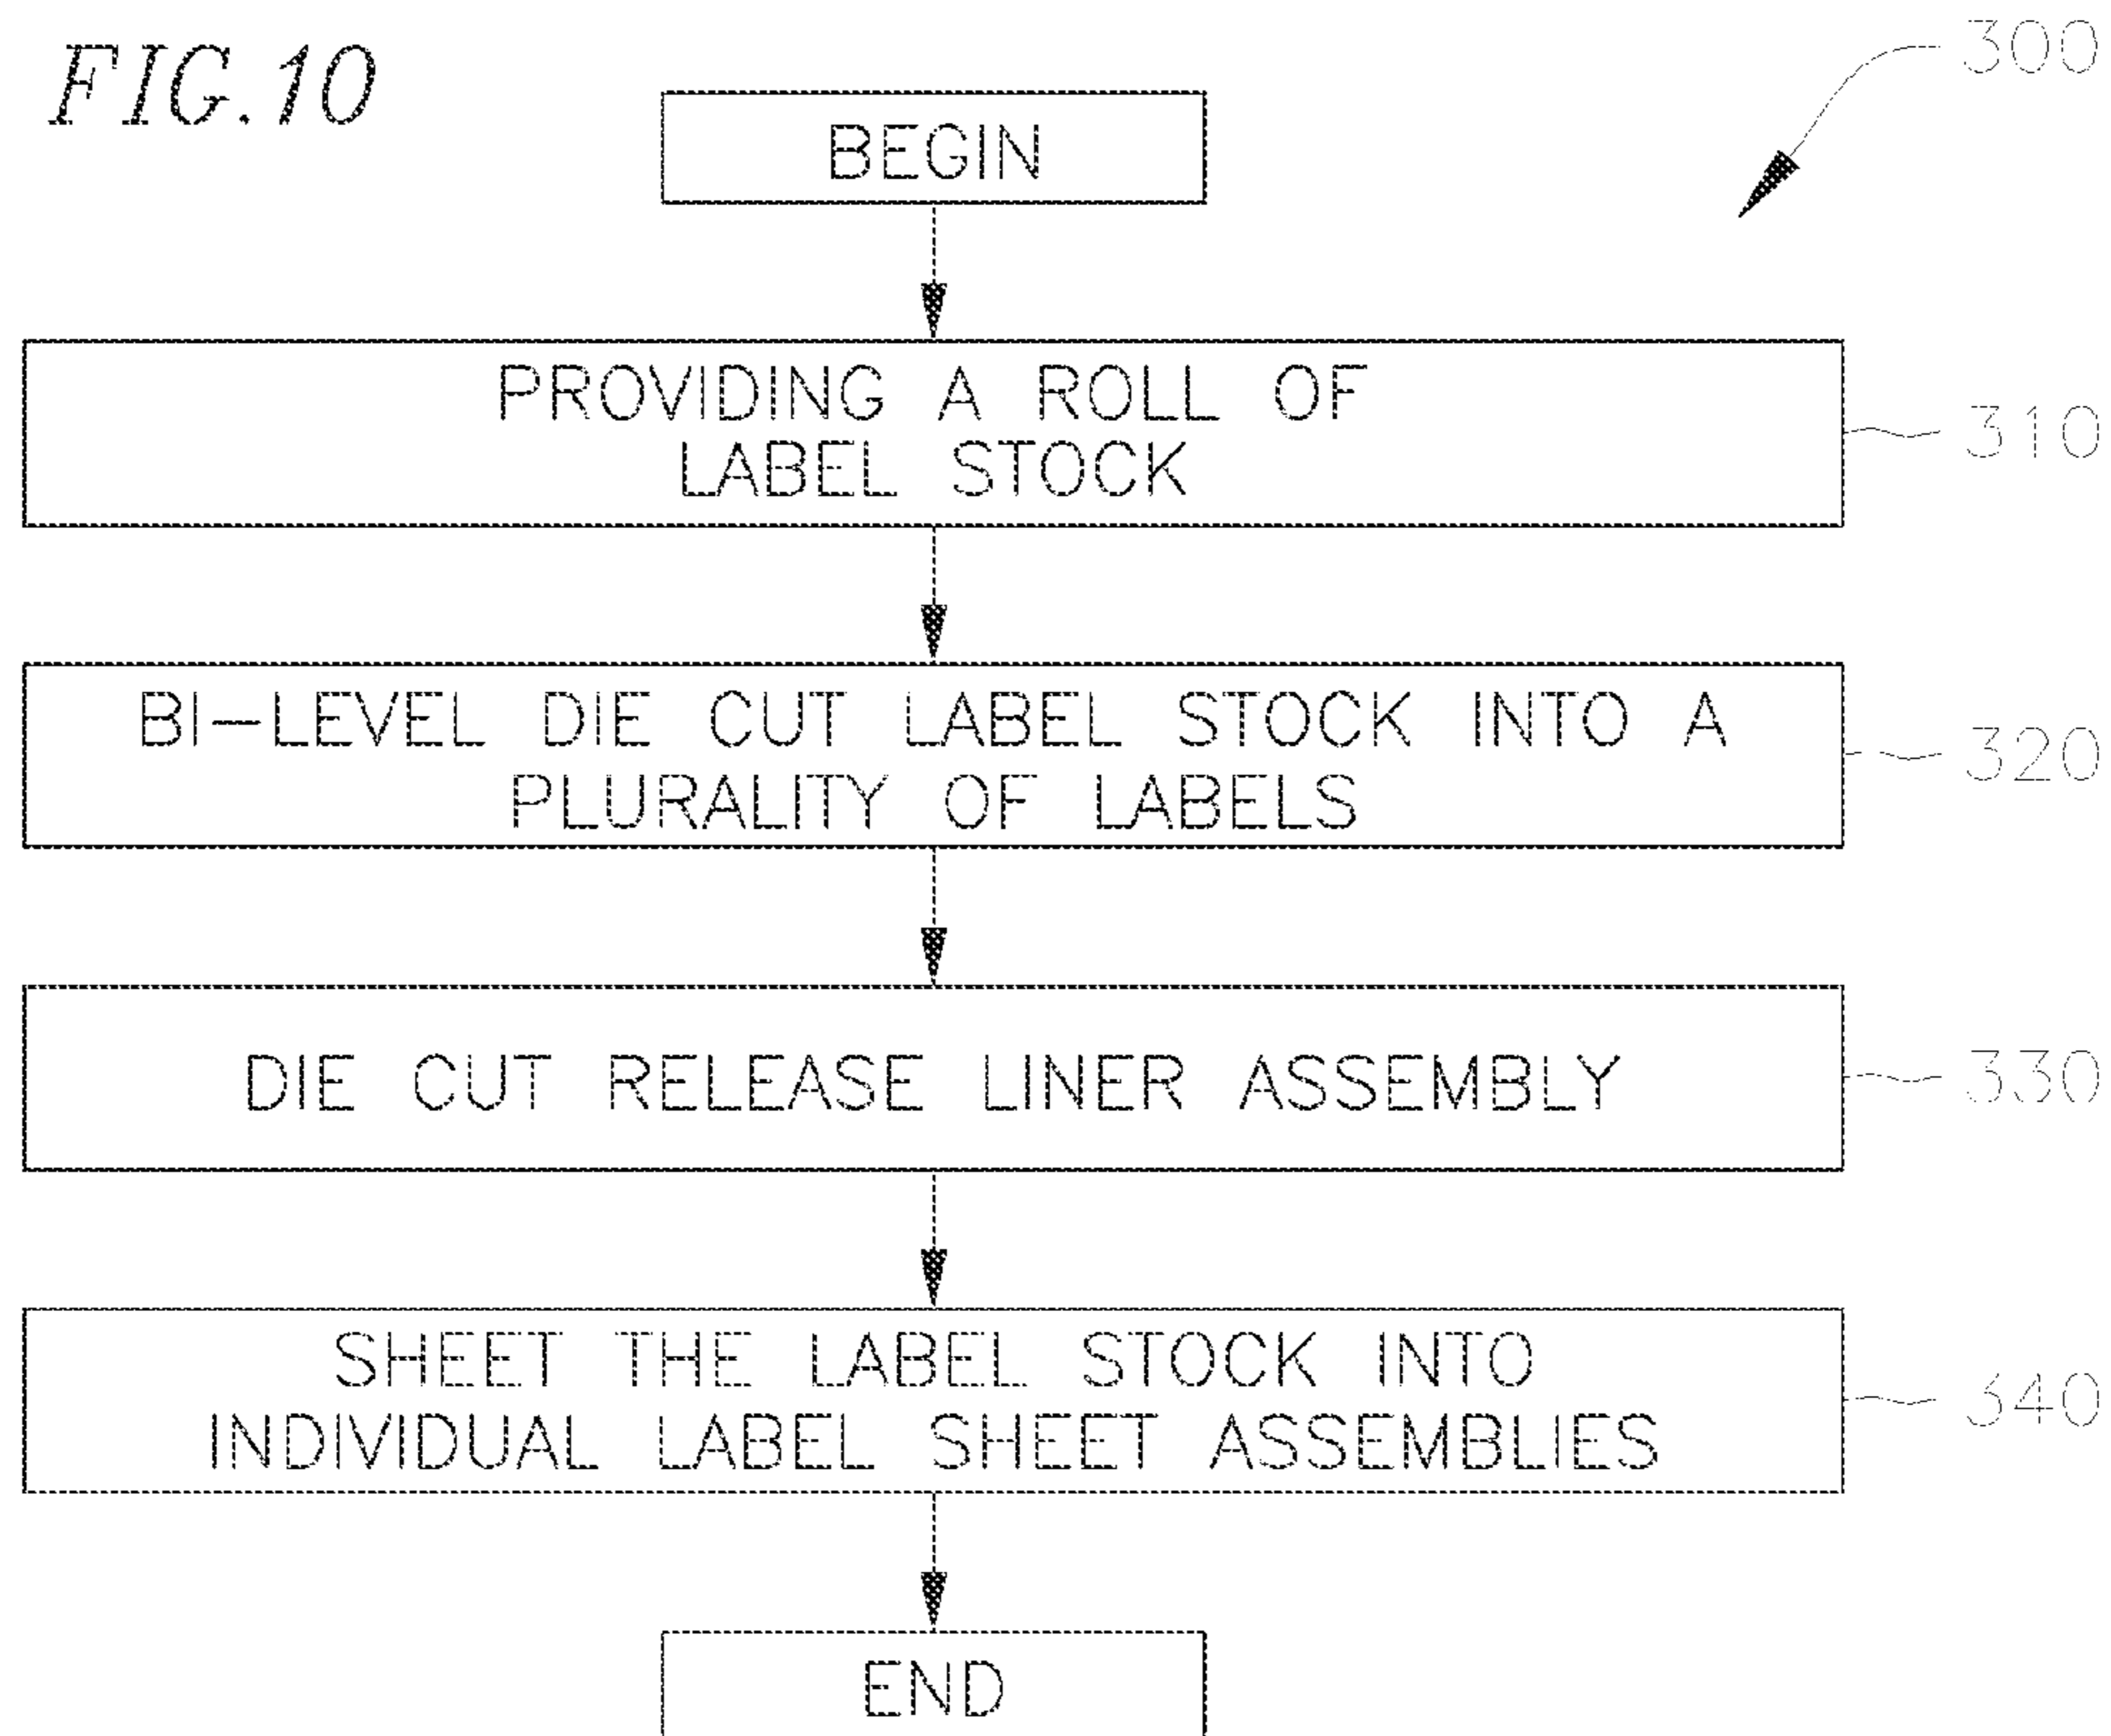 FIG.10
300
BEGIN
PROVIDING A ROLL OF
LABEL STOCK
310
BI-LEVEL DIE CUT LABEL STOCK INTO A
PLURALITY OF LABELS
320
DIE CUT RELEASE LINER ASSEMBLY
330
SHEET THE LABEL STOCK INTO
INDIVIDUAL LABEL SHEET ASSEMBLIES
340
END